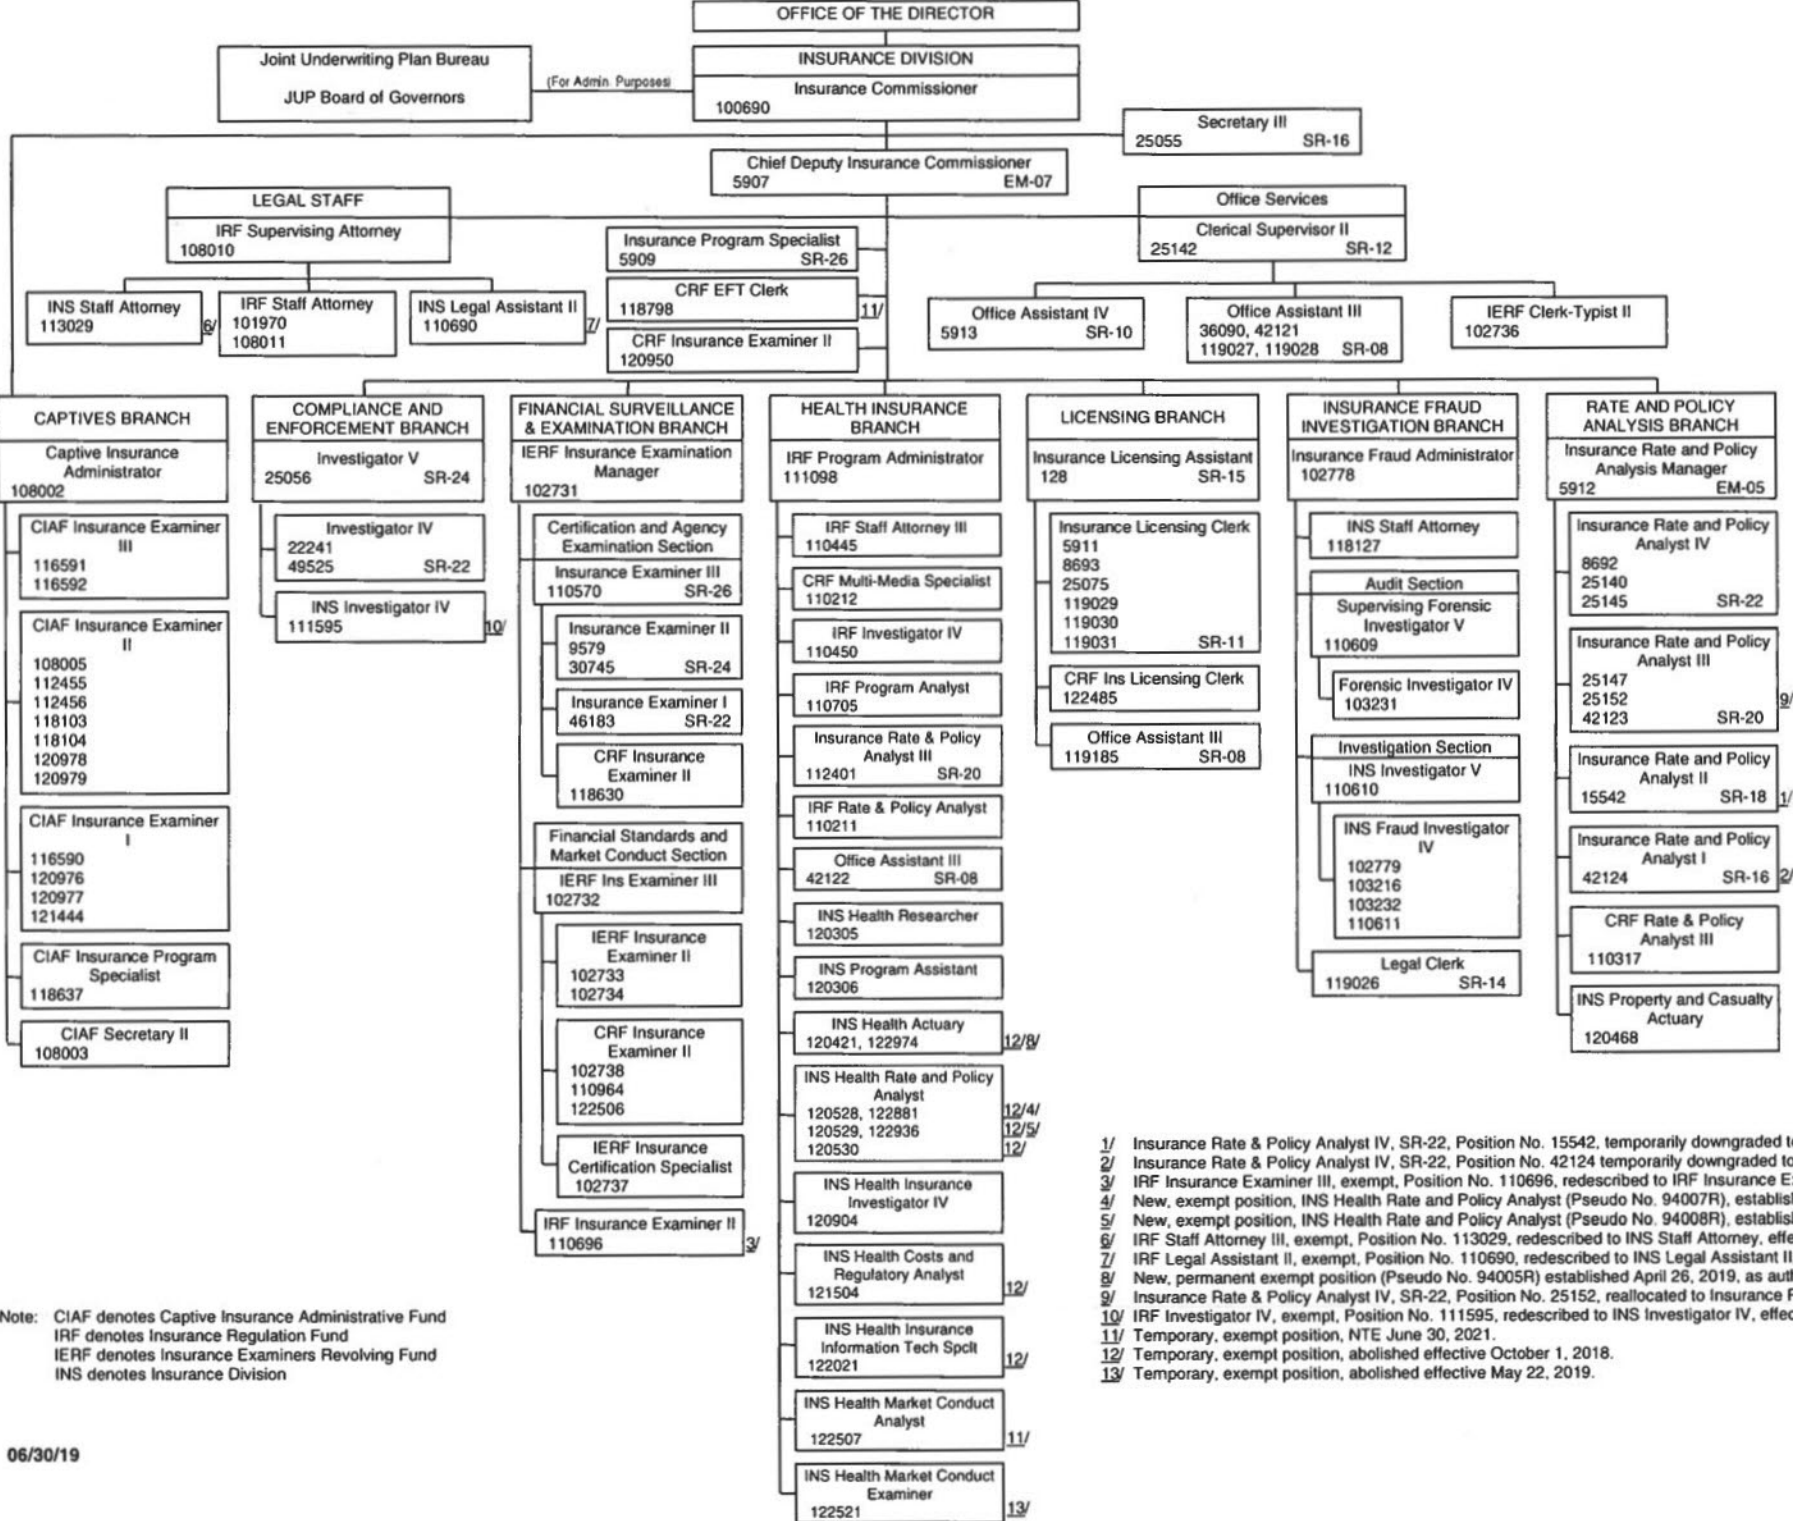 OFFICE OF THE DIRECTOR
Joint Underwriting Plan Bureau
JUP Board of Governors
(For Admin. Purposes)
INSURANCE DIVISION
Insurance Commissioner
100690
Secretary III
25055 SR-16
Chief Deputy Insurance Commissioner
5907 EM-07
LEGAL STAFF
IRF Supervising Attorney
108010
INS Staff Attorney
113029
6/
IRF Staff Attorney
101970
108011
INS Legal Assistant II
110690
7/
Insurance Program Specialist
5909 SR-26
CRF EFT Clerk
118798
11/
CRF Insurance Examiner II
120950
Office Services
Clerical Supervisor II
25142 SR-12
Office Assistant IV
5913 SR-10
Office Assistant III
36090, 42121
119027, 119028 SR-08
IERF Clerk-Typist II
102736
CAPTIVES BRANCH
Captive Insurance
Administrator
108002
CIAF Insurance Examiner
III
116591
116592
CIAF Insurance Examiner
II
108005
112455
112456
118103
118104
120978
120979
CIAF Insurance Examiner
I
116590
120976
120977
121444
CIAF Insurance Program
Specialist
118637
CIAF Secretary II
108003
COMPLIANCE AND
ENFORCEMENT BRANCH
Investigator V
25056 SR-24
Investigator IV
22241
49525 SR-22
INS Investigator IV
111595
10/
FINANCIAL SURVEILLANCE
& EXAMINATION BRANCH
IERF Insurance Examination
Manager
102731
Certification and Agency
Examination Section
Insurance Examiner III
110570 SR-26
Insurance Examiner II
9579
30745 SR-24
Insurance Examiner I
46183 SR-22
CRF Insurance
Examiner II
118630
Financial Standards and
Market Conduct Section
IERF Ins Examiner III
102732
IERF Insurance
Examiner II
102733
102734
CRF Insurance
Examiner II
102738
110964
122506
IERF Insurance
Certification Specialist
102737
IRF Insurance Examiner II
110696
3/
HEALTH INSURANCE
BRANCH
IRF Program Administrator
111098
IRF Staff Attorney III
110445
CRF Multi-Media Specialist
110212
IRF Investigator IV
110450
IRF Program Analyst
110705
Insurance Rate & Policy
Analyst III
112401 SR-20
IRF Rate & Policy Analyst
110211
Office Assistant III
42122 SR-08
INS Health Researcher
120305
INS Program Assistant
120306
INS Health Actuary
120421, 122974
12/8/
INS Health Rate and Policy
Analyst
120528, 122881 12/4/
120529, 122936 12/5/
120530 12/
INS Health Insurance
Investigator IV
120904
INS Health Costs and
Regulatory Analyst
121504 12/
INS Health Insurance
Information Tech Spclt
122021 12/
INS Health Market Conduct
Analyst
122507 11/
INS Health Market Conduct
Examiner
122521 13/
LICENSING BRANCH
Insurance Licensing Assistant
128 SR-15
Insurance Licensing Clerk
5911
8693
25075
119029
119030
119031 SR-11
CRF Ins Licensing Clerk
122485
Office Assistant III
119185 SR-08
INSURANCE FRAUD
INVESTIGATION BRANCH
Insurance Fraud Administrator
102778
INS Staff Attorney
118127
Audit Section
Supervising Forensic
Investigator V
110609
Forensic Investigator IV
103231
Investigation Section
INS Investigator V
110610
INS Fraud Investigator
IV
102779
103216
103232
110611
Legal Clerk
119026 SR-14
RATE AND POLICY
ANALYSIS BRANCH
Insurance Rate and Policy
Analysis Manager
5912 EM-05
Insurance Rate and Policy
Analyst IV
8692
25140
25145 SR-22
Insurance Rate and Policy
Analyst III
25147
25152 9/
42123 SR-20
Insurance Rate and Policy
Analyst II
15542 SR-18 1/
Insurance Rate and Policy
Analyst I
42124 SR-16 2/
CRF Rate & Policy
Analyst III
110317
INS Property and Casualty
Actuary
120468
1/ Insurance Rate & Policy Analyst IV, SR-22, Position No. 15542, temporarily downgraded to
2/ Insurance Rate & Policy Analyst IV, SR-22, Position No. 42124 temporarily downgraded to
3/ IRF Insurance Examiner III, exempt, Position No. 110696, redescribed to IRF Insurance E
4/ New, exempt position, INS Health Rate and Policy Analyst (Pseudo No. 94007R), establis
5/ New, exempt position, INS Health Rate and Policy Analyst (Pseudo No. 94008R), establis
6/ IRF Staff Attorney III, exempt, Position No. 113029, redescribed to INS Staff Attorney, effe
7/ IRF Legal Assistant II, exempt, Position No. 110690, redescribed to INS Legal Assistant II
8/ New, permanent exempt position (Pseudo No. 94005R) established April 26, 2019, as aut
9/ Insurance Rate & Policy Analyst IV, SR-22, Position No. 25152, reallocated to Insurance
10/ IRF Investigator IV, exempt, Position No. 111595, redescribed to INS Investigator IV, effec
11/ Temporary, exempt position, NTE June 30, 2021.
12/ Temporary, exempt position, abolished effective October 1, 2018.
13/ Temporary, exempt position, abolished effective May 22, 2019.
Note: CIAF denotes Captive Insurance Administrative Fund
IRF denotes Insurance Regulation Fund
IERF denotes Insurance Examiners Revolving Fund
INS denotes Insurance Division
06/30/19